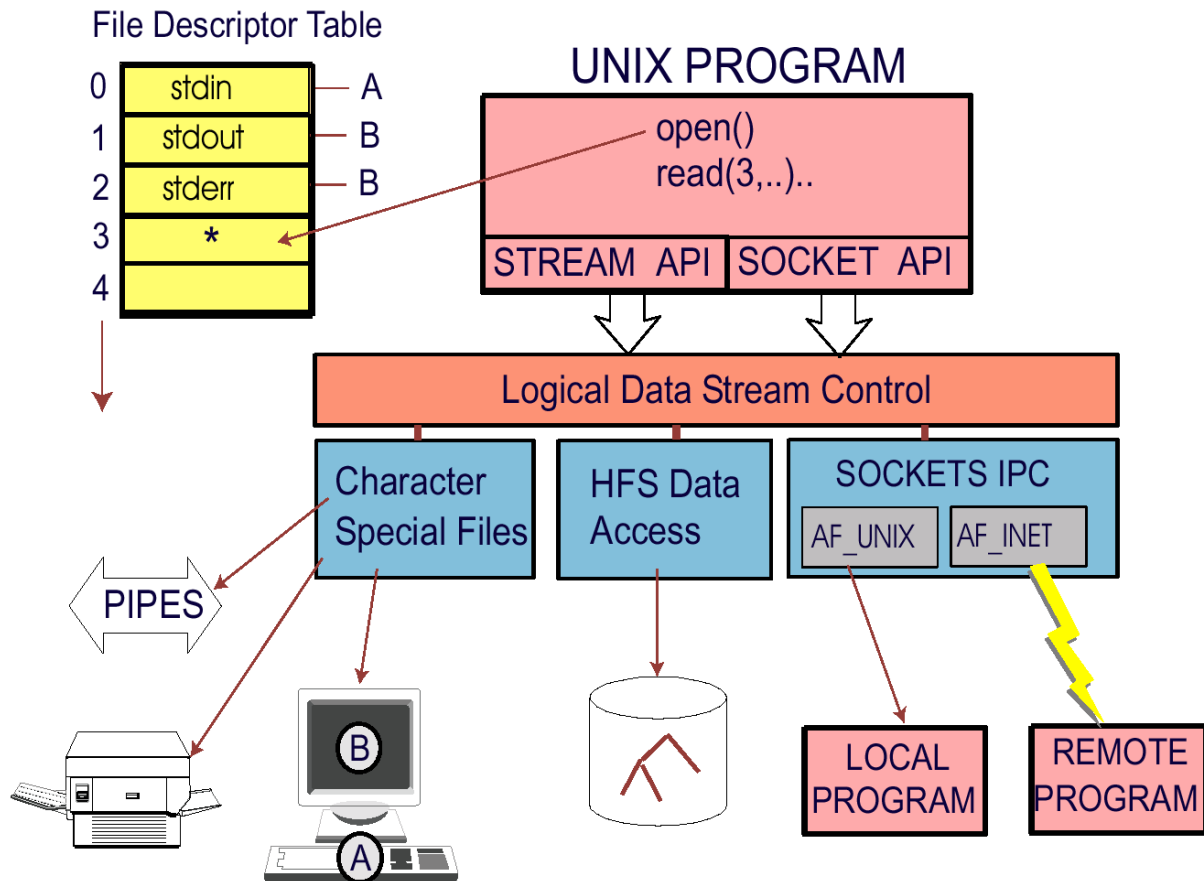 File Descriptor Table
0 stdin A
1 stdout B
2 stderr B
3 *
4
UNIX PROGRAM
open()
read(3,..)..
STREAM API
SOCKET API
Logical Data Stream Control
Character
Special Files
HFS Data
Access
SOCKETS IPC
AF_UNIX
AF_INET
PIPES
B
A
LOCAL
PROGRAM
REMOTE
PROGRAM